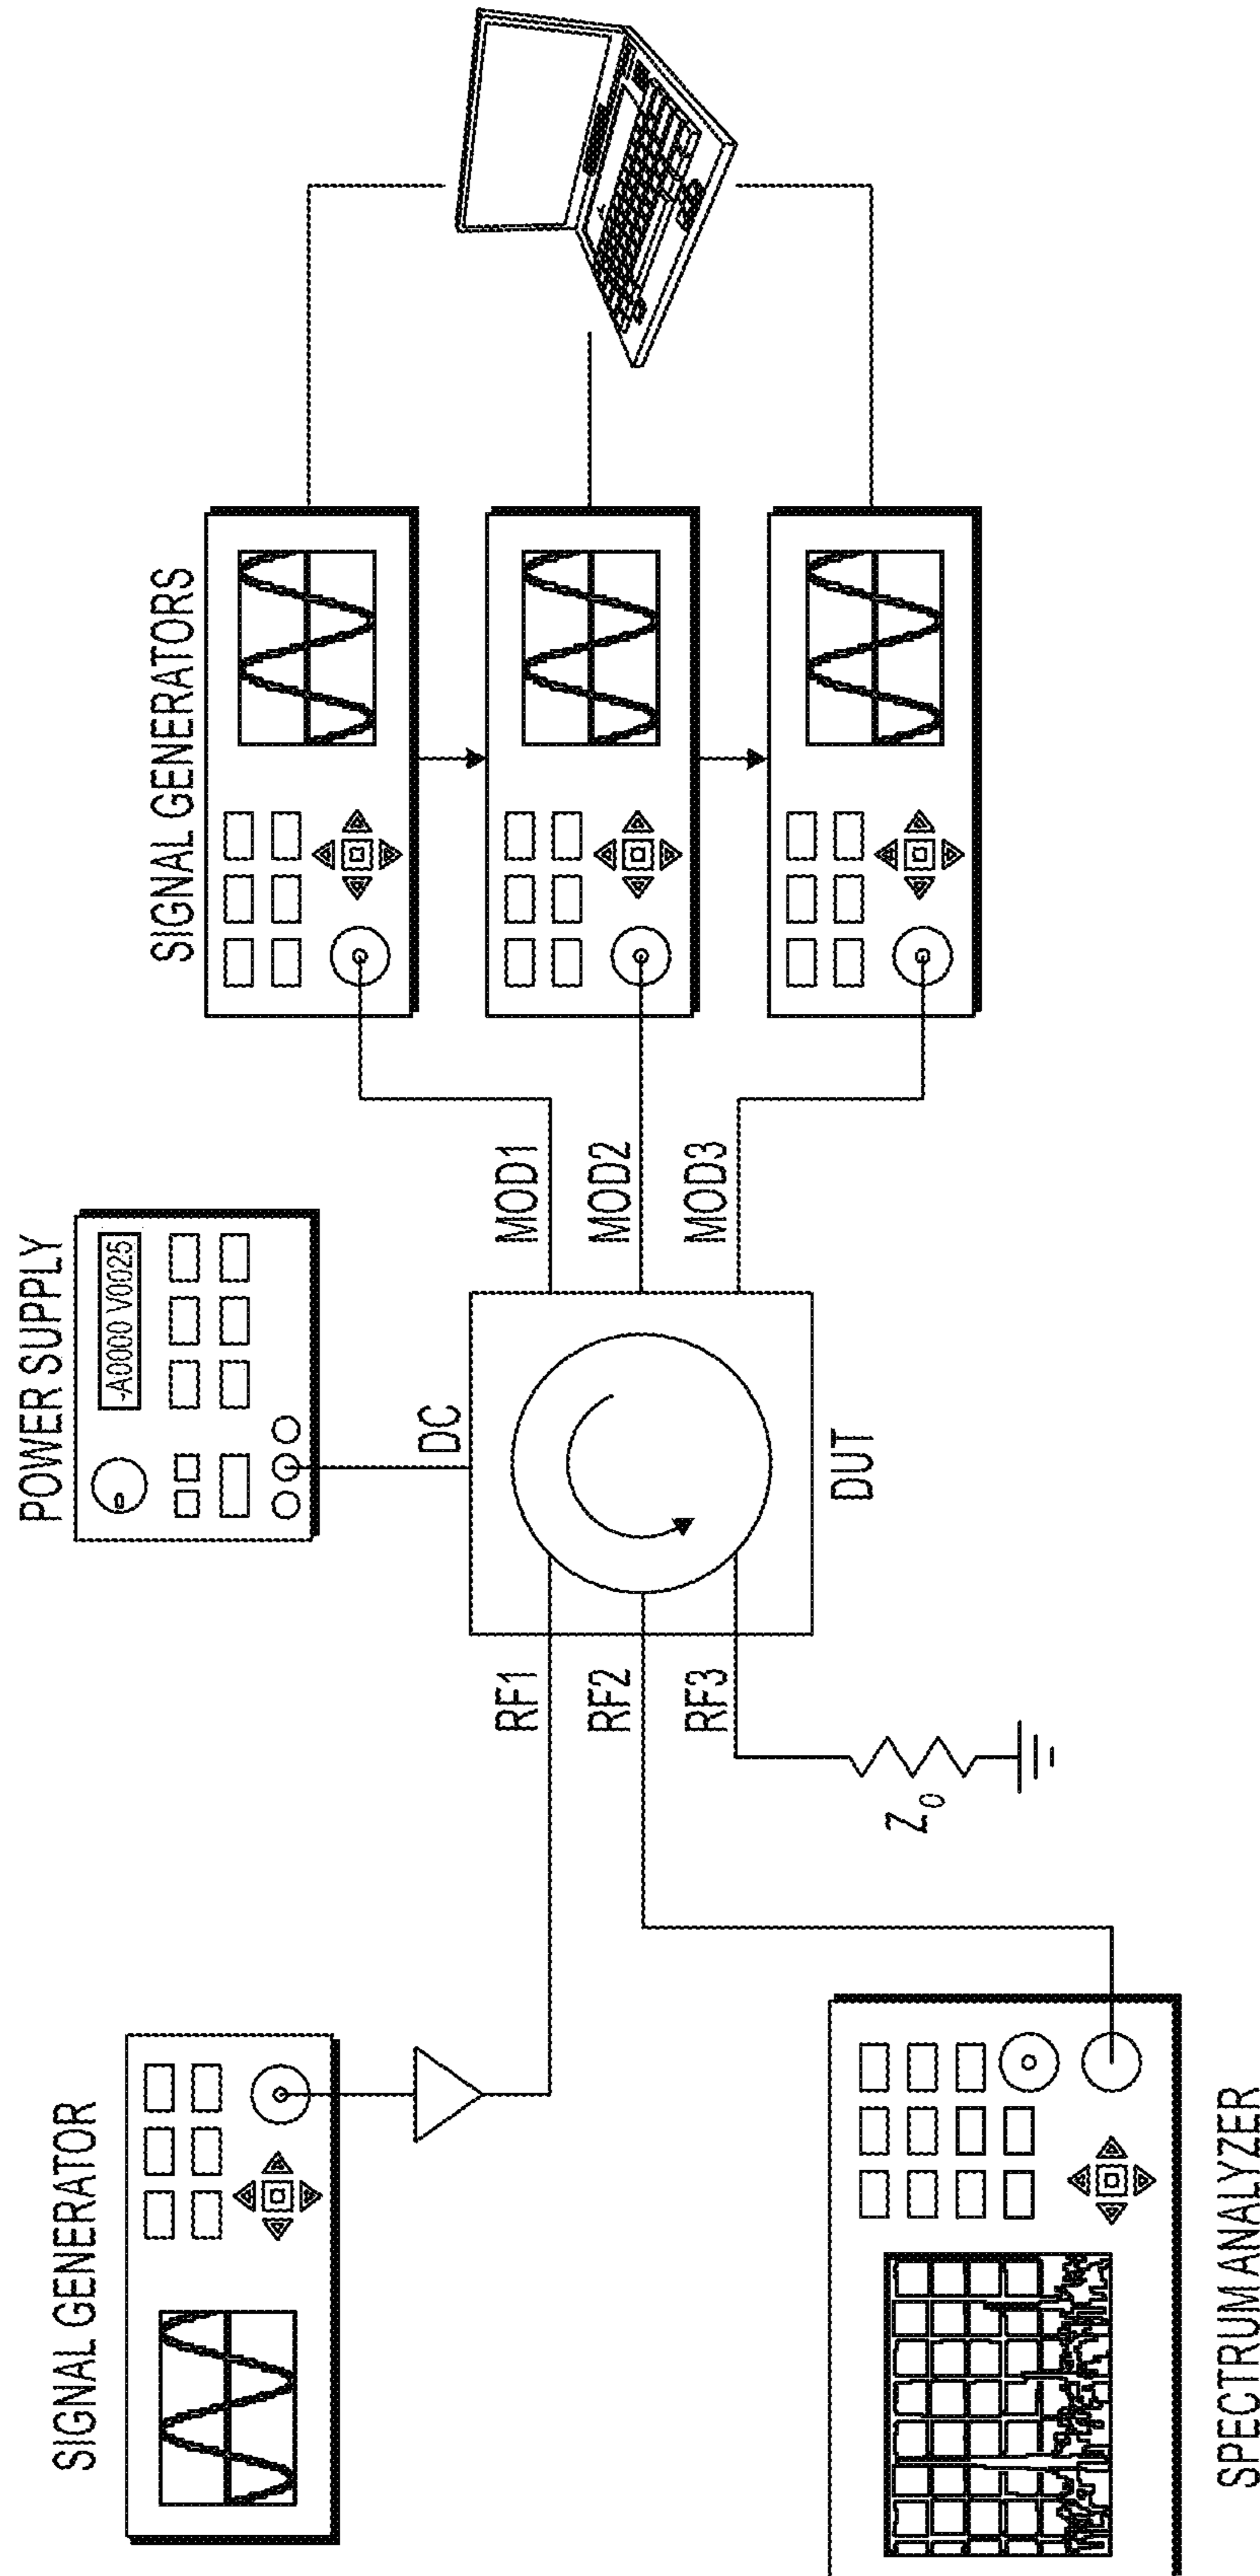 SIGNAL GENERATOR
POWER SUPPLY
-A0000 V0025
SIGNAL GENERATORS
DC
RF1
RF2
RF3
MOD1
MOD2
MOD3
DUT
Z0
SPECTRUM ANALYZER